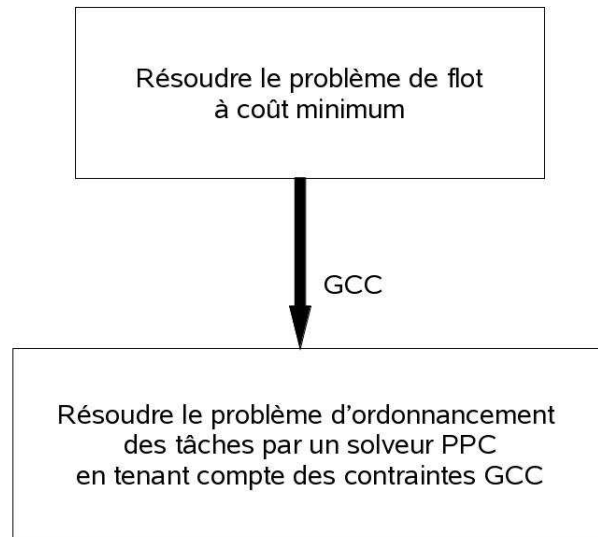 Résoudre le problème de flot
à coût minimum
GCC
Résoudre le problème d'ordonnancement
des tâches par un solveur PPC
en tenant compte des contraintes GCC